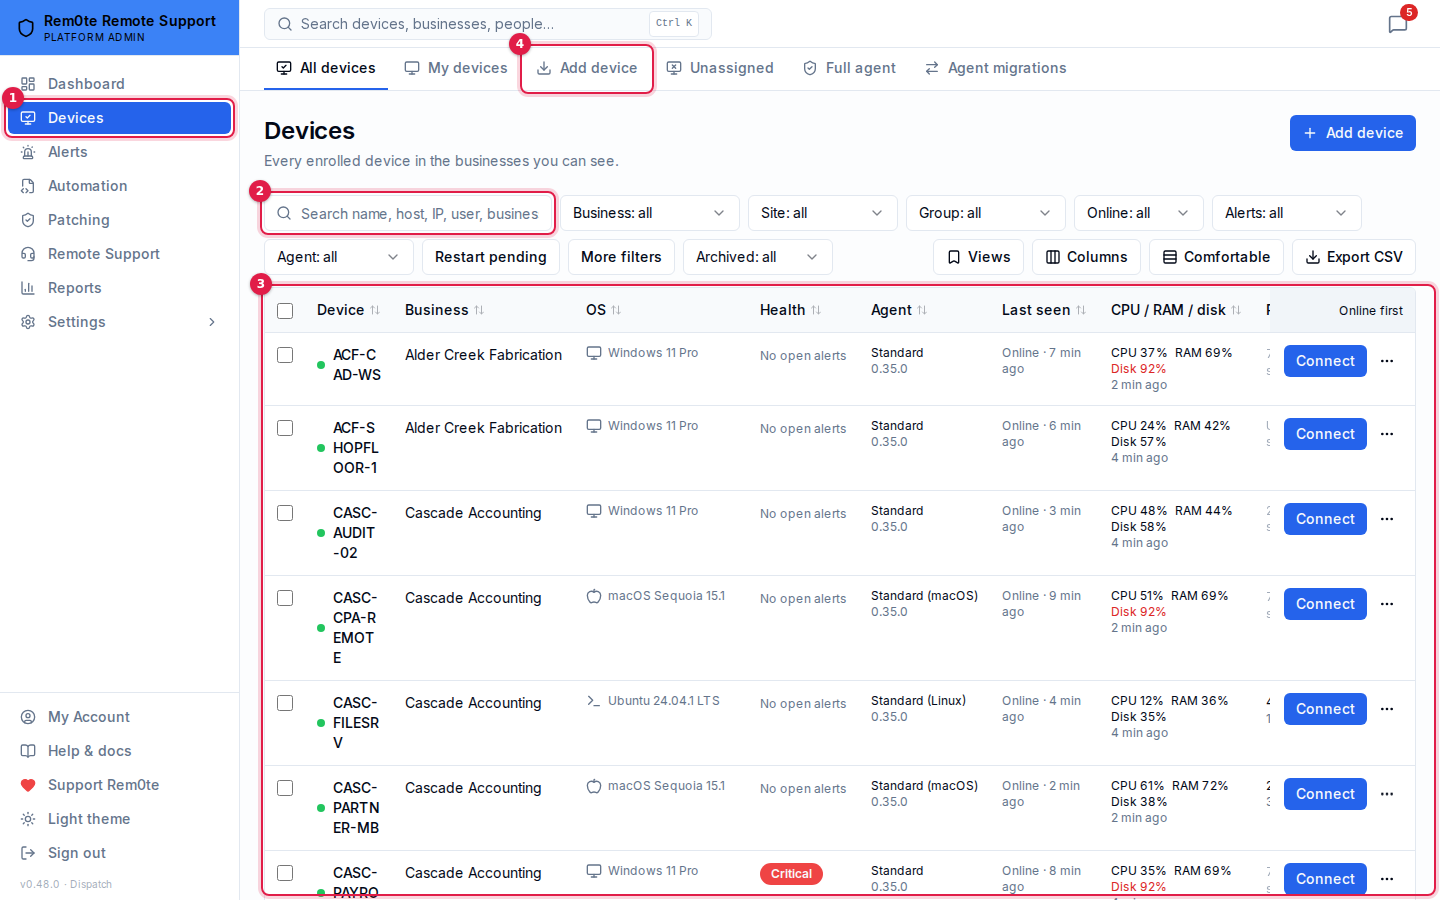 Rem0te Remote Support
PLATFORM ADMIN
Search devices, businesses, people...
Ctrl K
5
1
Dashboard
Devices
Alerts
Automation
Patching
Remote Support
Reports
Settings
My Account
Help & docs
Support Rem0te
Light theme
Sign out
v0.48.0 · Dispatch
4
All devices
My devices
Add device
Unassigned
Full agent
Agent migrations
Devices
Every enrolled device in the businesses you can see.
Add device
2
Search name, host, IP, user, busines
Business: all
Site: all
Group: all
Online: all
Alerts: all
Agent: all
Restart pending
More filters
Archived: all
Views
Columns
Comfortable
Export CSV
3
Device Business OS Health Agent Last seen CPU / RAM / disk Online first
ACF-C
AD-WS
Alder Creek Fabrication
Windows 11 Pro
No open alerts
Standard
0.35.0
Online · 7 min
ago
CPU 37% RAM 69%
Disk 92%
2 min ago
Connect
ACF-S
HOPFL
OOR-1
Alder Creek Fabrication
Windows 11 Pro
No open alerts
Standard
0.35.0
Online · 6 min
ago
CPU 24% RAM 42%
Disk 57%
4 min ago
Connect
CASC-
AUDIT
-02
Cascade Accounting
Windows 11 Pro
No open alerts
Standard
0.35.0
Online · 3 min
ago
CPU 48% RAM 44%
Disk 58%
4 min ago
Connect
CASC-
CPA-R
EMOT
E
Cascade Accounting
macOS Sequoia 15.1
No open alerts
Standard (macOS)
0.35.0
Online · 9 min
ago
CPU 51% RAM 69%
Disk 92%
2 min ago
Connect
CASC-
FILESR
V
Cascade Accounting
Ubuntu 24.04.1 LTS
No open alerts
Standard (Linux)
0.35.0
Online · 4 min
ago
CPU 12% RAM 36%
Disk 35%
4 min ago
Connect
CASC-
PARTN
ER-MB
Cascade Accounting
macOS Sequoia 15.1
No open alerts
Standard (macOS)
0.35.0
Online · 2 min
ago
CPU 61% RAM 72%
Disk 38%
2 min ago
Connect
CASC-
PAYRO
Cascade Accounting
Windows 11 Pro
Critical
Standard
0.35.0
Online · 8 min
ago
CPU 35% RAM 69%
Disk 92%
Connect